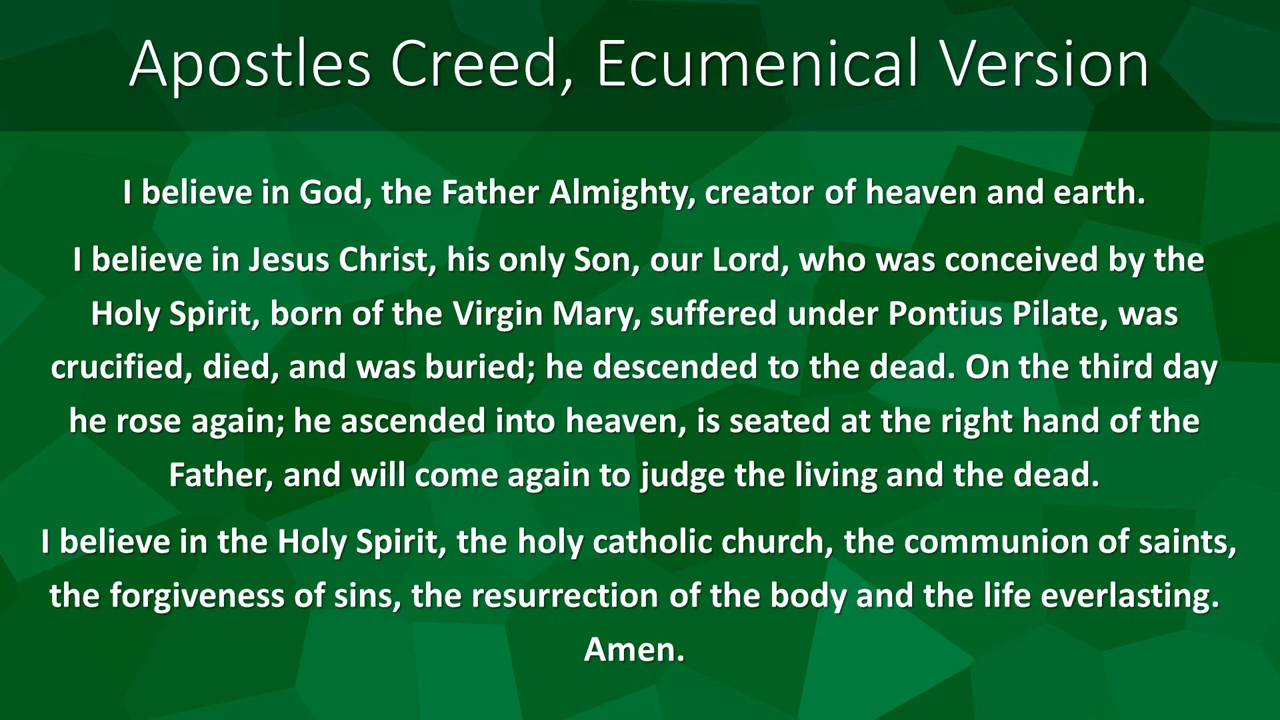 Apostles Creed, Ecumenical Version
I believe in God, the Father Almighty, creator of heaven and earth.
I believe in Jesus Christ, his only Son, our Lord, who was conceived by the
Holy Spirit, born of the Virgin Mary, suffered under Pontius Pilate, was
crucified, died, and was buried; he descended to the dead. On the third day
he rose again; he ascended into heaven, is seated at the right hand of the
Father, and will come again to judge the living and the dead.
I believe in the Holy Spirit, the holy catholic church, the communion of saints,
the forgiveness of sins, the resurrection of the body and the life everlasting.
Amen.